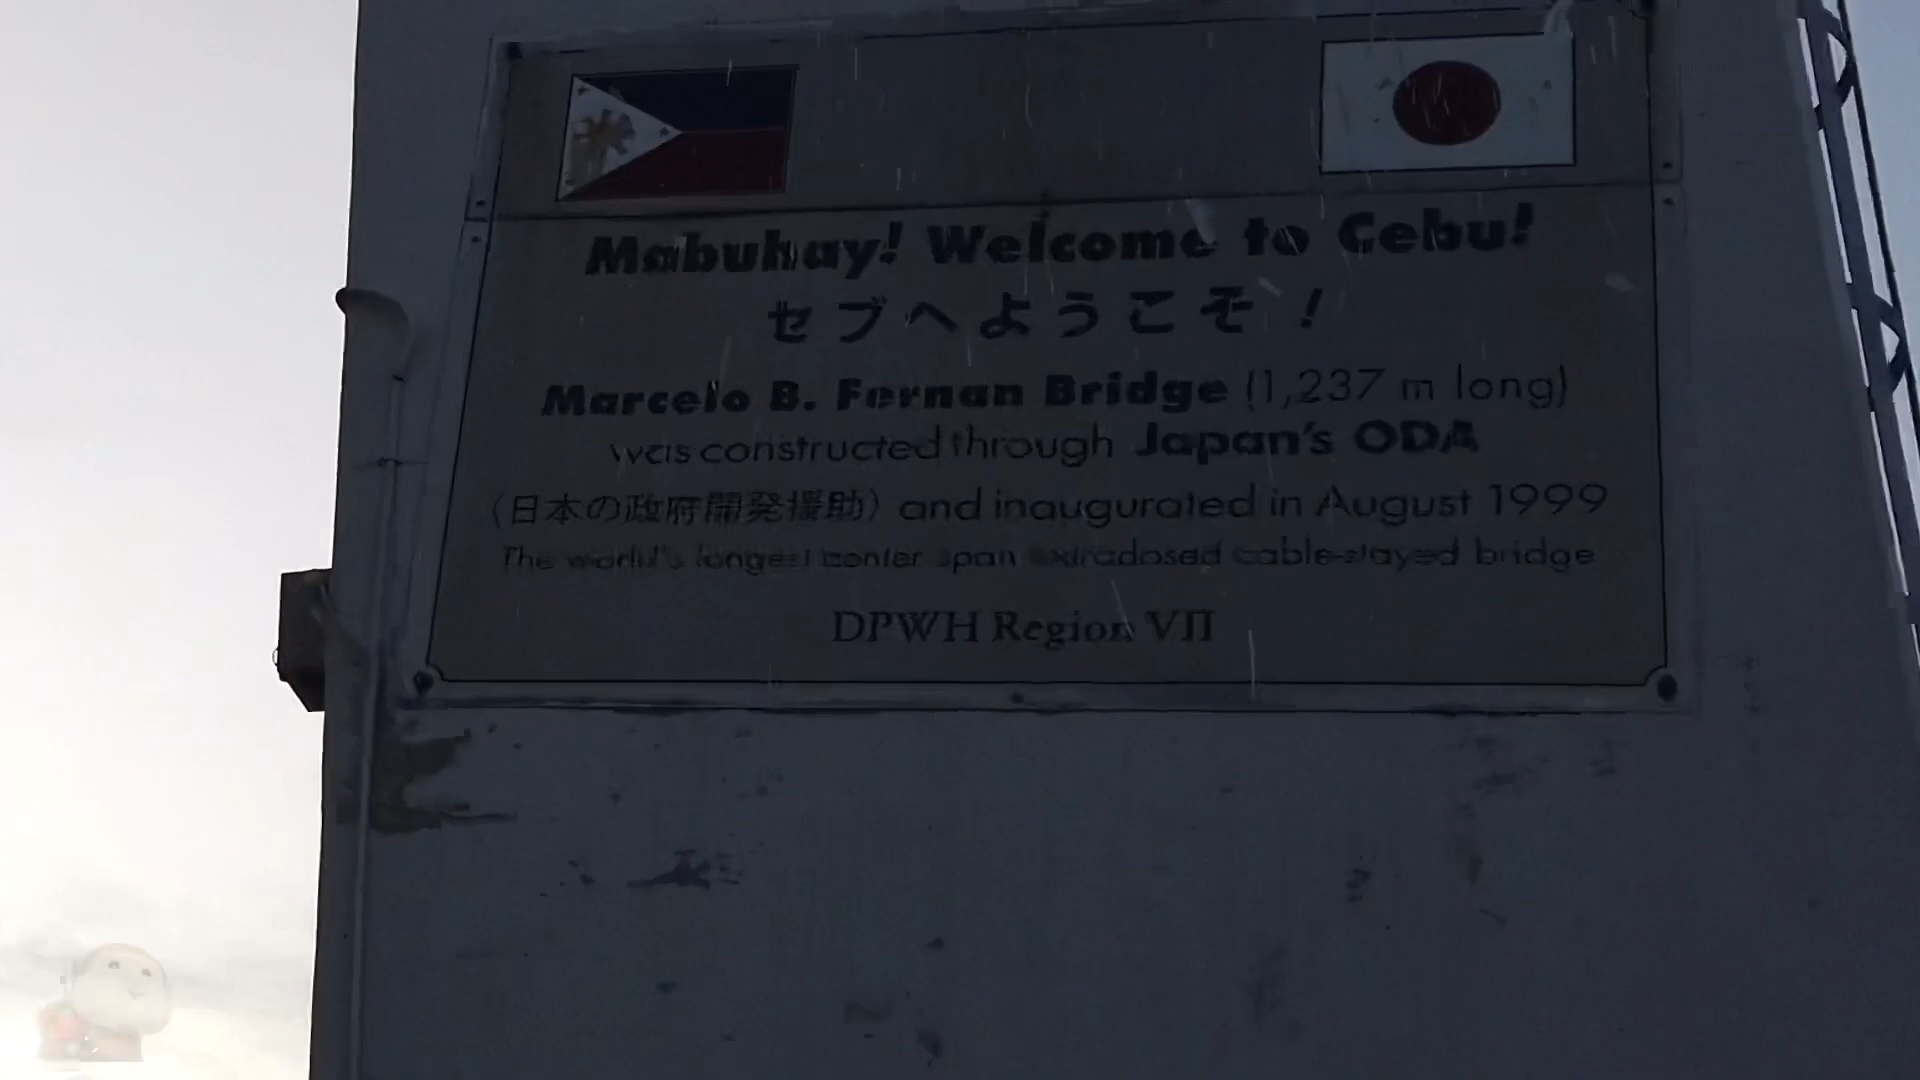 Mabuhay! Welcome to Cebu!
セブへようこそ！
Marcelo B. Fernan Bridge (1,237 m long)
was constructed through Japan's ODA
（日本の政府開発援助）and inaugurated in August 1999
The world's longest center span extradosed cable-stayed bridge
DPWH Region VII